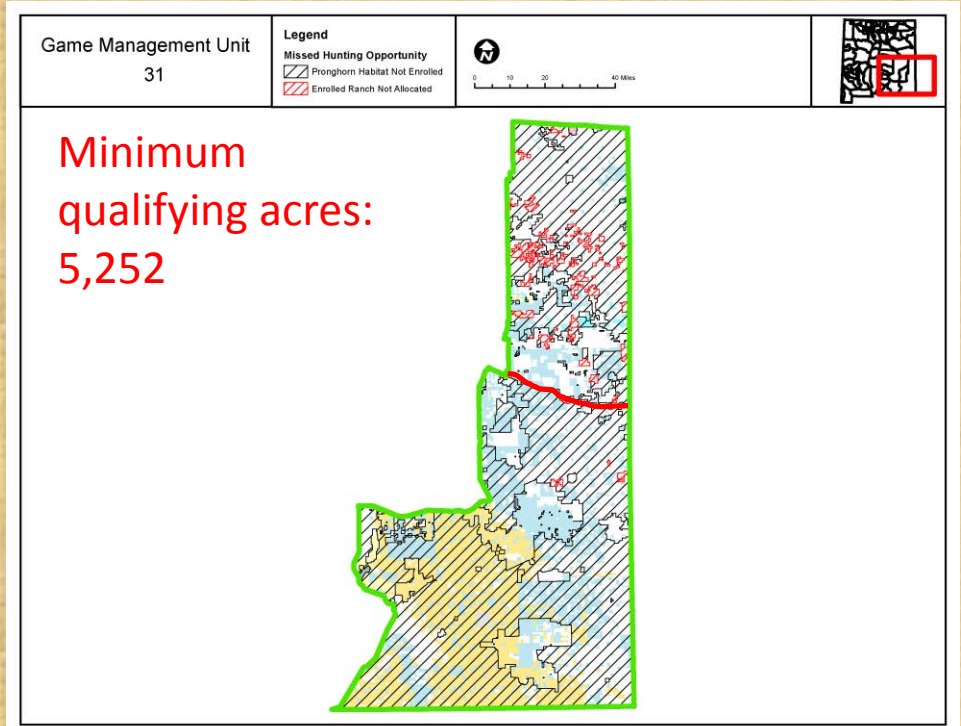 Game Management Unit
31
Legend
Missed Hunting Opportunity
Pronghorn Habitat Not Enrolled
Enrolled Ranch Not Allocated
N
0 10 20 40 Miles
Minimum
qualifying acres:
5,252